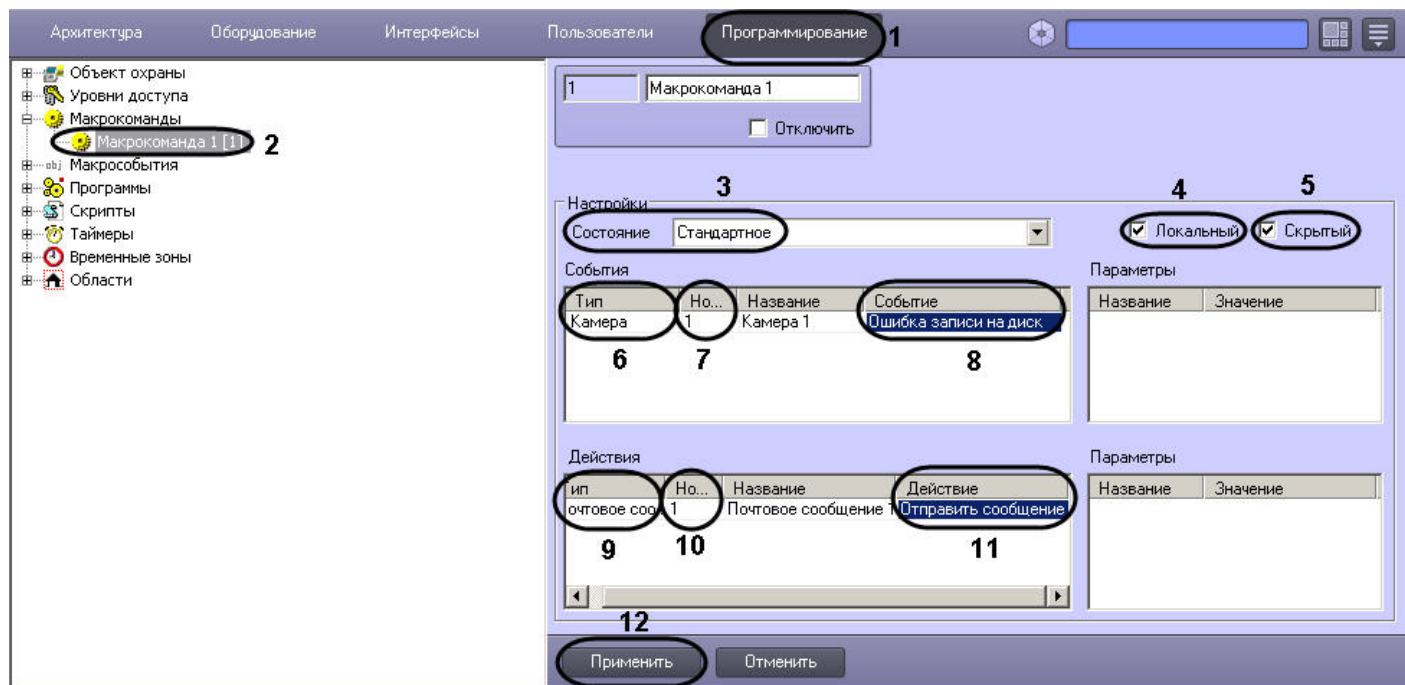 Архитектура Оборудование Интерфейсы Пользователи Программирование 1
Объект охраны
Уровни доступа
Макрокоманды
Макрокоманда 1 [1] 2
obj Макрособытия
Программы
Скрипты
Таймеры
Временные зоны
Области
1 Макрокоманда 1
Отключить
3 4 5
Настройки
Состояние Стандартное Локальный Скрытый
События Параметры
Тип Но... Название Событие Название Значение
Камера 1 Камера 1 Ошибка записи на диск
6 7 8
Действия Параметры
ип Но... Название Действие Название Значение
очтовое соо 1 Почтовое сообщение 1 Отправить сообщение
9 10 11
12
Применить Отменить